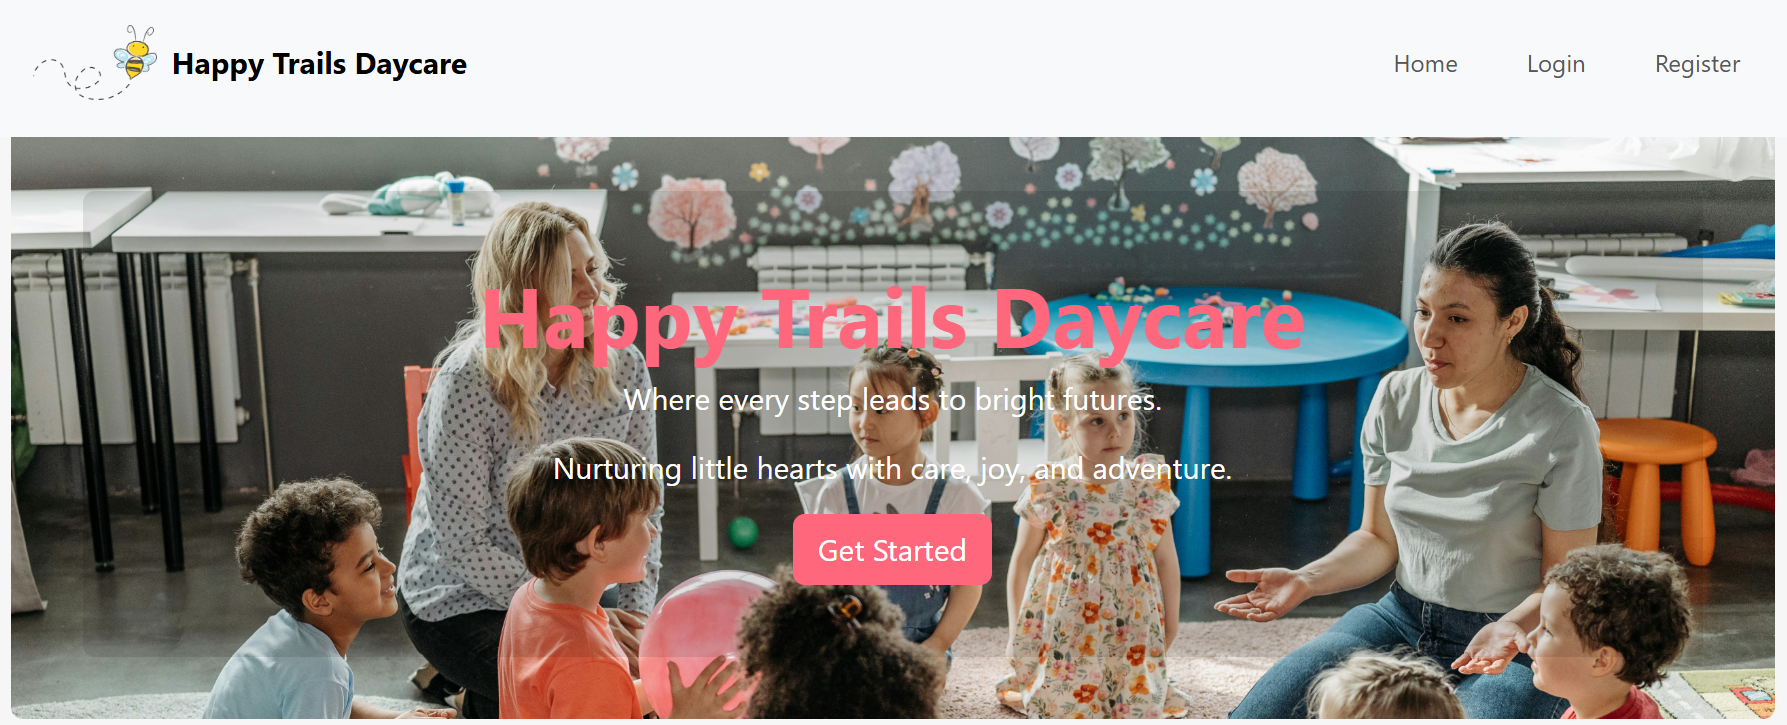 Happy Trails Daycare
Home Login Register
Happy Trails Daycare
Where every step leads to bright futures.
Nurturing little hearts with care, joy, and adventure.
Get Started